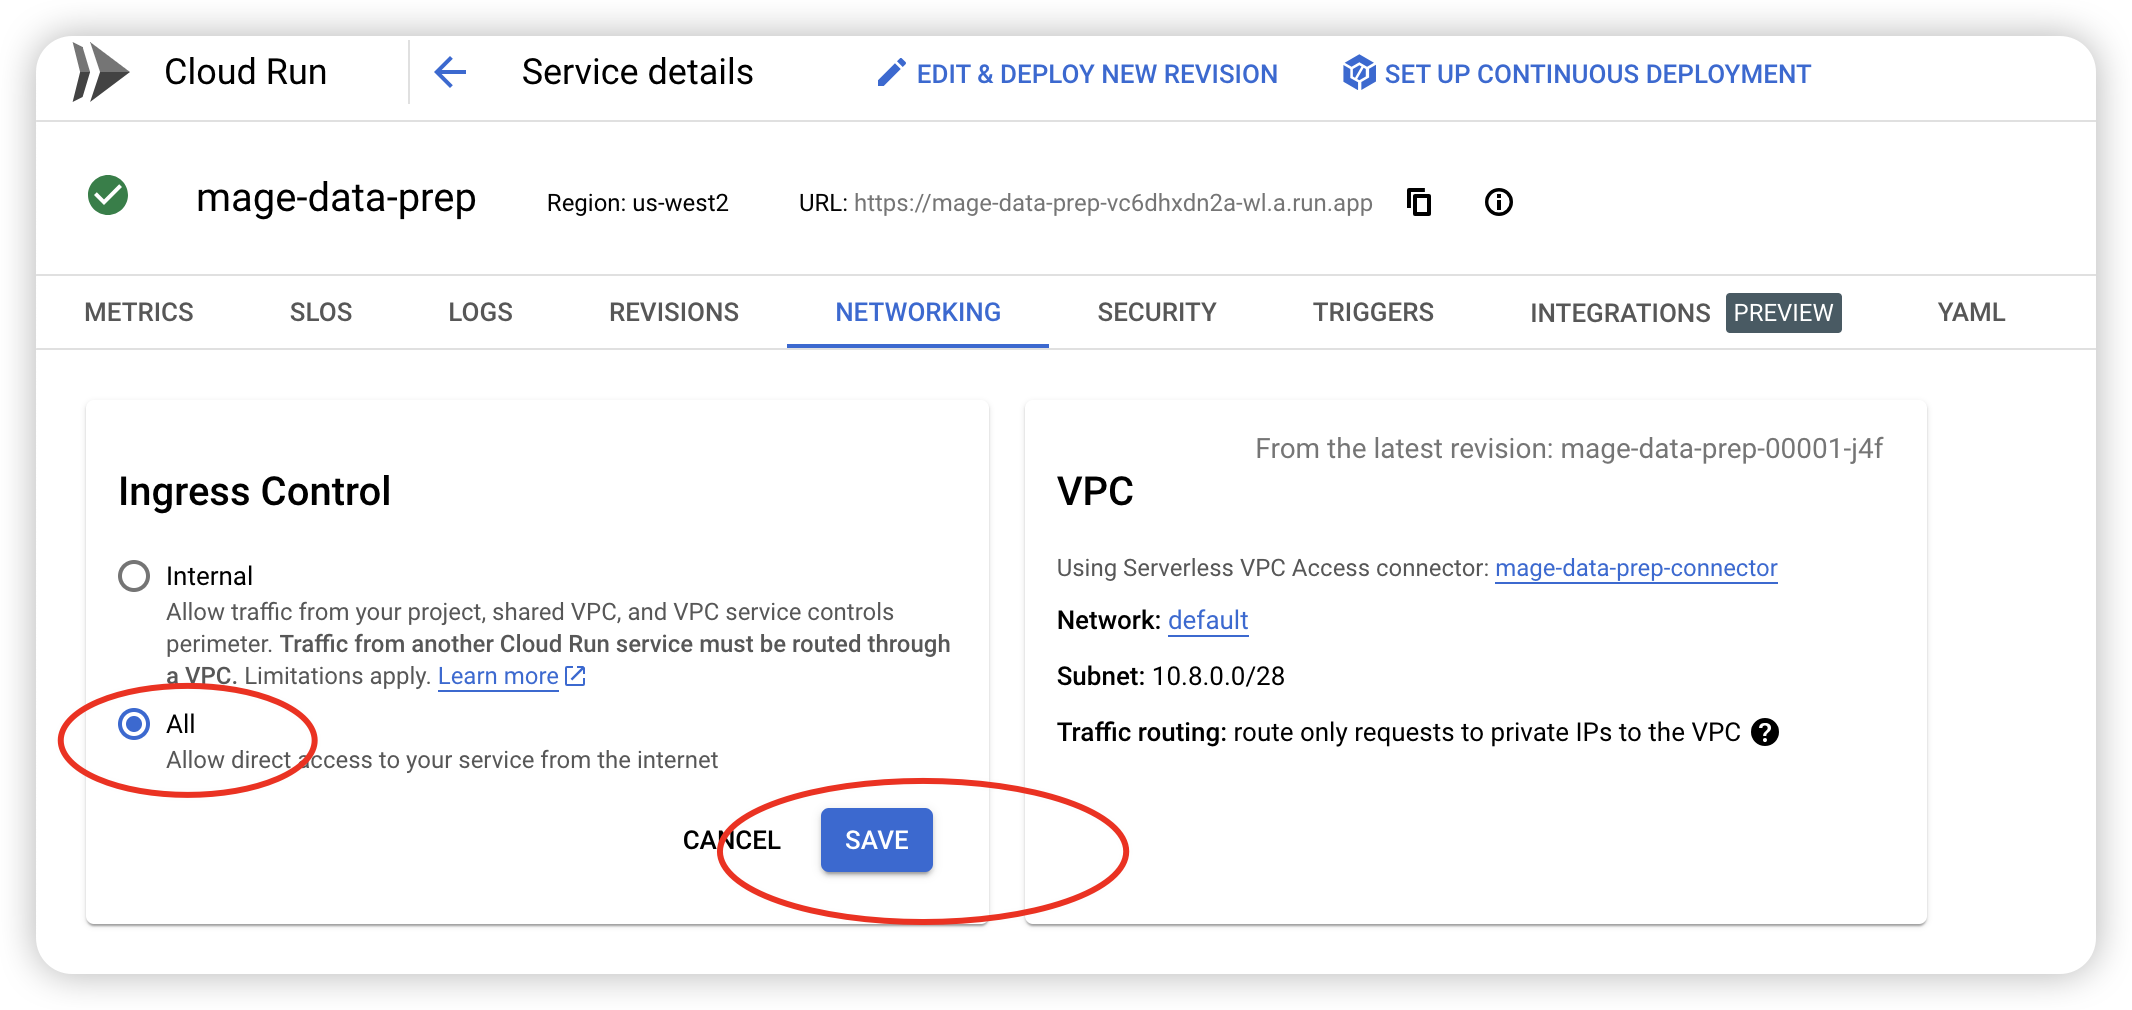 Cloud Run
Service details
EDIT & DEPLOY NEW REVISION
SET UP CONTINUOUS DEPLOYMENT
mage-data-prep
Region: us-west2
URL: https://mage-data-prep-vc6dhxdn2a-wl.a.run.app
METRICS
SLOS
LOGS
REVISIONS
NETWORKING
SECURITY
TRIGGERS
INTEGRATIONS PREVIEW
YAML
Ingress Control
Internal
Allow traffic from your project, shared VPC, and VPC service controls
perimeter. Traffic from another Cloud Run service must be routed through
a VPC. Limitations apply. Learn more
All
Allow direct access to your service from the internet
CANCEL
SAVE
From the latest revision: mage-data-prep-00001-j4f
VPC
Using Serverless VPC Access connector: mage-data-prep-connector
Network: default
Subnet: 10.8.0.0/28
Traffic routing: route only requests to private IPs to the VPC